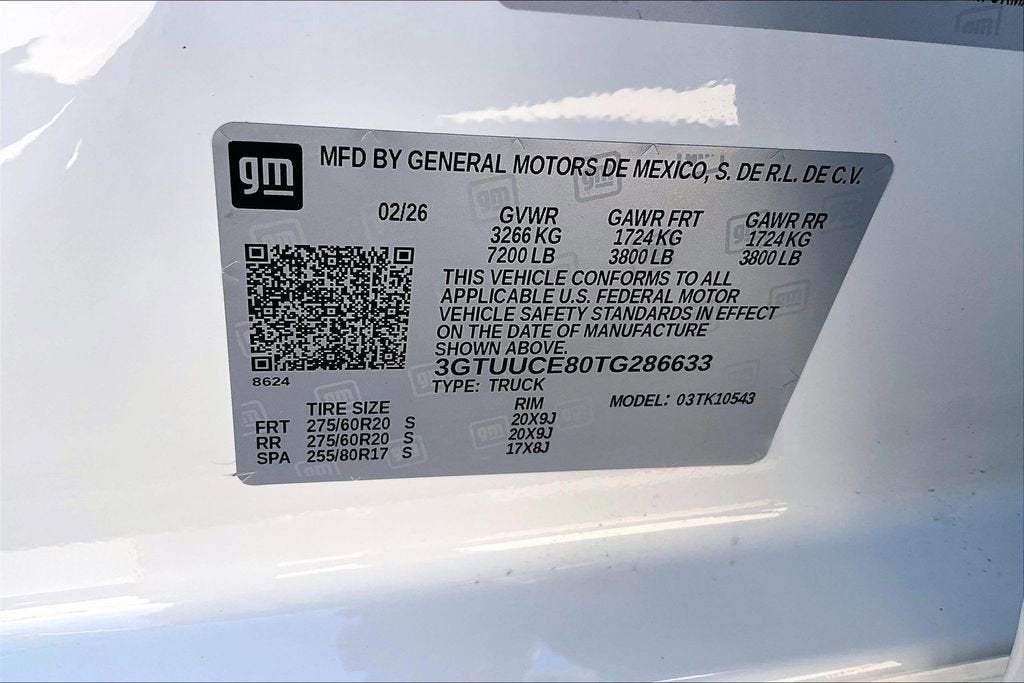 gm MFD BY GENERAL MOTORS DE MEXICO, S. DE R.L. DE C.V.
02/26 GVWR GAWR FRT GAWR RR
3266 KG 1724 KG 1724 KG
7200 LB 3800 LB 3800 LB
THIS VEHICLE CONFORMS TO ALL
APPLICABLE U.S. FEDERAL MOTOR
VEHICLE SAFETY STANDARDS IN EFFECT
ON THE DATE OF MANUFACTURE
SHOWN ABOVE.
3GTUUCE80TG286633
8624 TYPE: TRUCK
TIRE SIZE RIM MODEL: 03TK10543
FRT 275/60R20 S 20X9J
RR 275/60R20 S 20X9J
SPA 255/80R17 S 17X8J